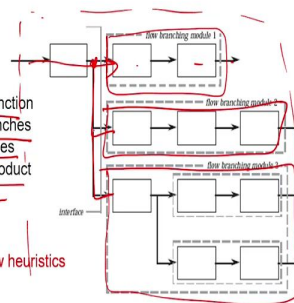 flow branching module 1
nction
flow branching module 2
nches
es
oduct
flow branching module 3
interface
w heuristics